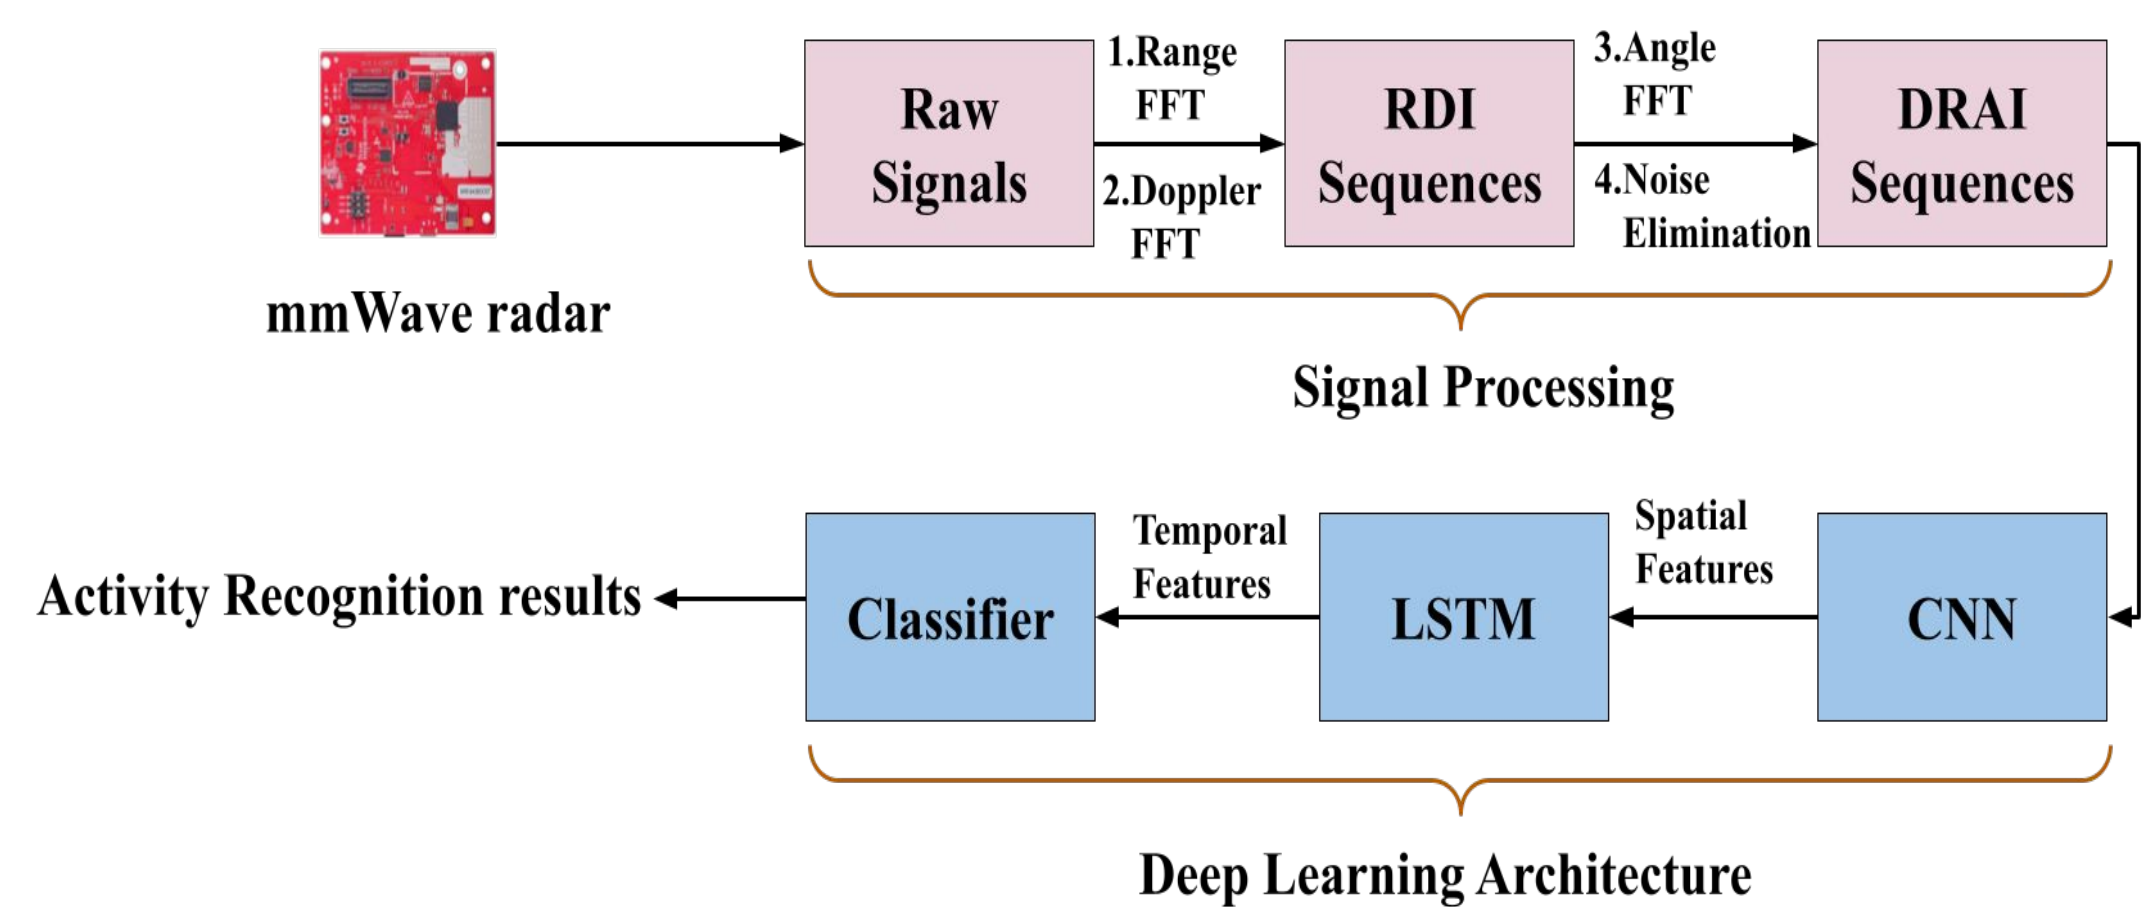 1.Range
FFT
3.Angle
FFT
Raw
Signals
RDI
Sequences
DRAI
Sequences
2.Doppler
FFT
4.Noise
Elimination
mmWave radar
Signal Processing
Activity Recognition results
Classifier
Temporal
Features
LSTM
Spatial
Features
CNN
Deep Learning Architecture